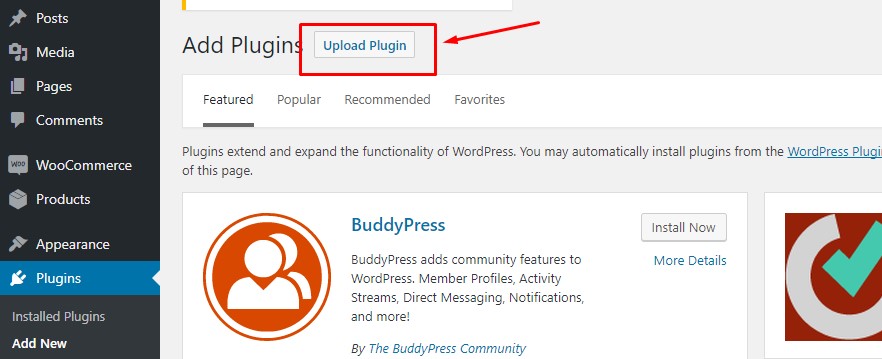 Posts
Media
Pages
Comments
WooCommerce
Products
Appearance
Plugins
Installed Plugins
Add New
Add Plugins Upload Plugin
Featured Popular Recommended Favorites
Plugins extend and expand the functionality of WordPress. You may automatically install plugins from the WordPress Plugi
of this page.
BuddyPress
Install Now
More Details
BuddyPress adds community features to
WordPress. Member Profiles, Activity
Streams, Direct Messaging, Notifications,
and more!
By The BuddyPress Community